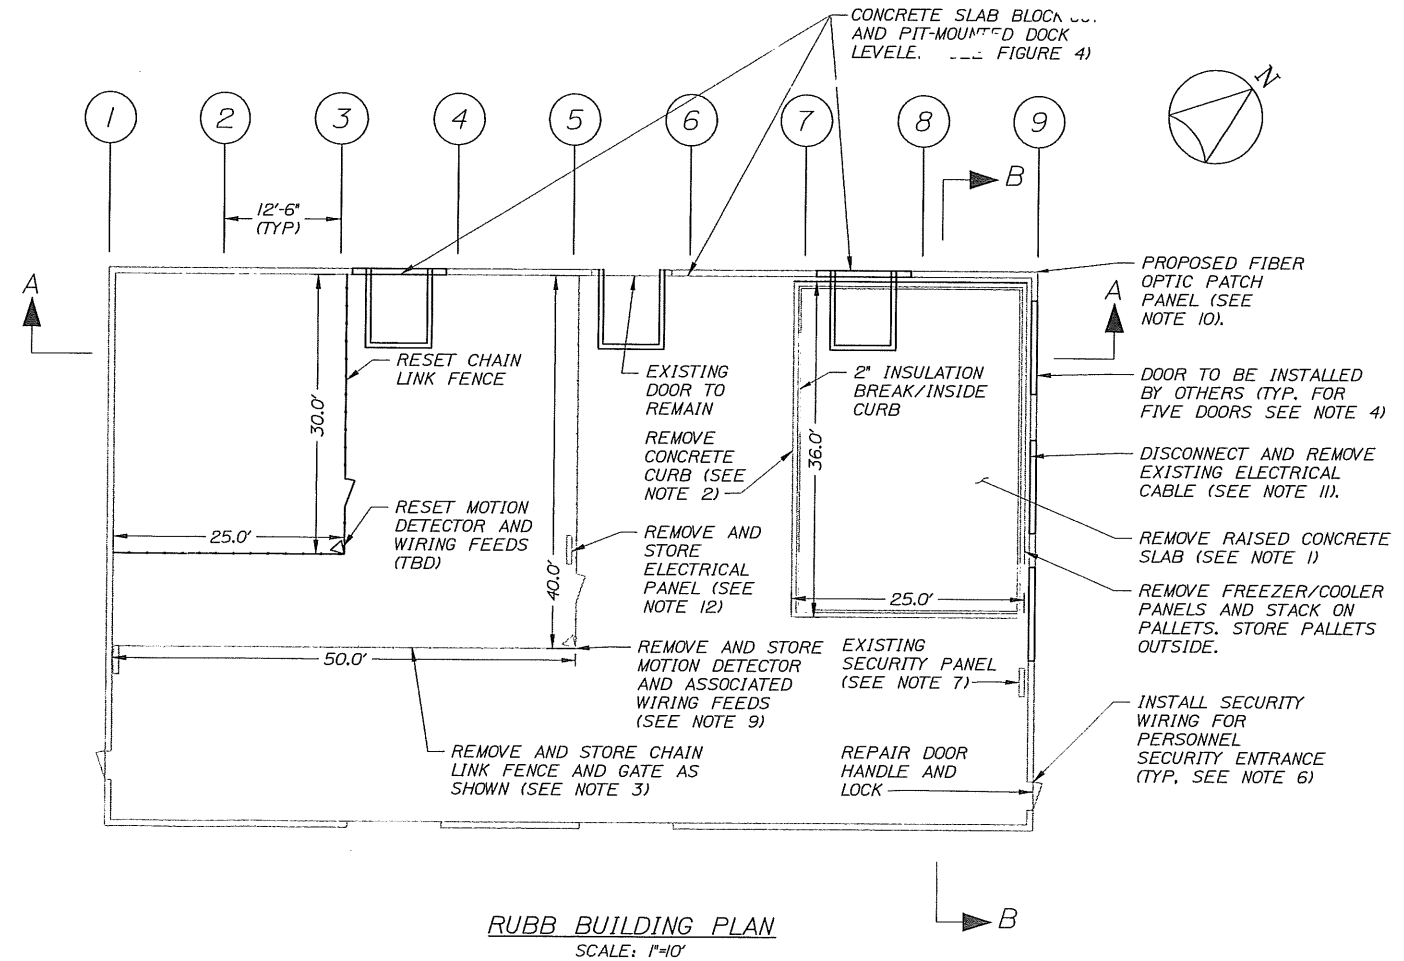 CONCRETE SLAB BLOCK
AND PIT-MOUNTED DOCK
FIGURE 4)
N
1 2 3 4 5 6 7 8 9
B
12'-6"
(TYP)
A
PROPOSED FIBER
OPTIC PATCH
PANEL (SEE
NOTE 10).
A
RESET CHAIN
LINK FENCE
EXISTING
DOOR TO
REMAIN
2" INSULATION
BREAK/INSIDE
CURB
DOOR TO BE INSTALLED
BY OTHERS (TYP. FOR
FIVE DOORS SEE NOTE 4)
30.0'
36.0'
REMOVE
CONCRETE
CURB (SEE
NOTE 2)
DISCONNECT AND REMOVE
EXISTING ELECTRICAL
CABLE (SEE NOTE 11).
RESET MOTION
DETECTOR AND
WIRING FEEDS
(TBD)
25.0'
REMOVE AND
STORE
ELECTRICAL
PANEL (SEE
NOTE 12)
REMOVE RAISED CONCRETE
SLAB (SEE NOTE 1)
40.0'
25.0'
REMOVE FREEZER/COOLER
PANELS AND STACK ON
PALLETS. STORE PALLETS
OUTSIDE.
50.0'
REMOVE AND STORE
MOTION DETECTOR
AND ASSOCIATED
WIRING FEEDS
(SEE NOTE 9)
EXISTING
SECURITY PANEL
(SEE NOTE 7)
INSTALL SECURITY
WIRING FOR
PERSONNEL
SECURITY ENTRANCE
(TYP. SEE NOTE 6)
REMOVE AND STORE CHAIN
LINK FENCE AND GATE AS
SHOWN (SEE NOTE 3)
REPAIR DOOR
HANDLE AND
LOCK
B
RUBB BUILDING PLAN
SCALE: 1"=10'